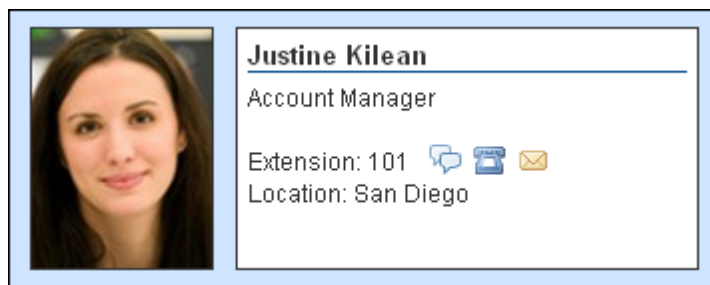 Justine Kilean
Account Manager
Extension: 101
Location: San Diego